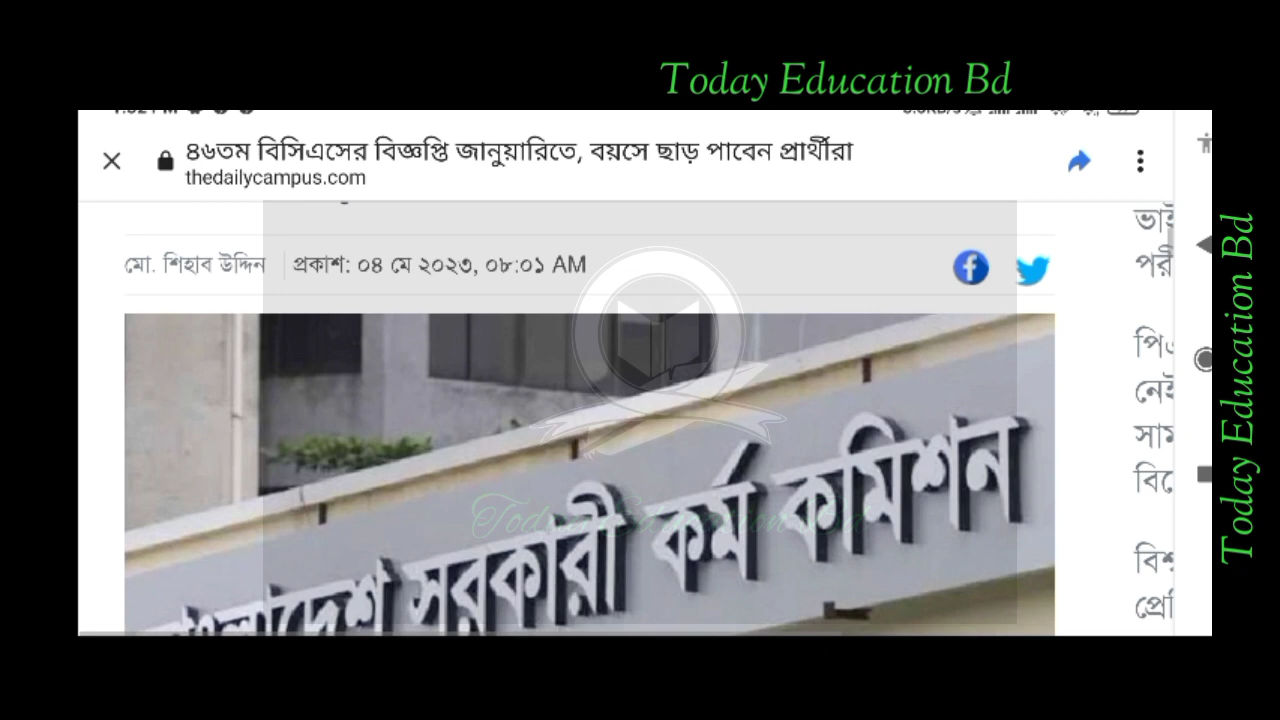 Today Education Bd
৪৬তম বিসিএসের বিজ্ঞপ্তি জানুয়ারিতে, বয়সে ছাড় পাবেন প্রার্থীরা
thedailycampus.com
মো. শিহাব উদ্দিন
প্রকাশ: ০৪ মে ২০২৩, ০৮:০১ AM
সরকারী কর্ম কমিশন
Today Education Bd